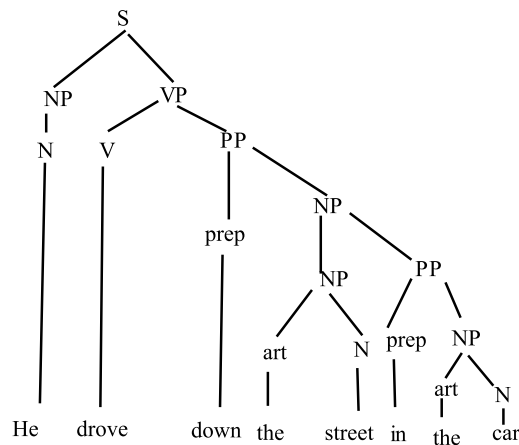 S
NP VP
N V PP
NP
prep
NP PP
art N prep NP
art N
He drove down the street in the car